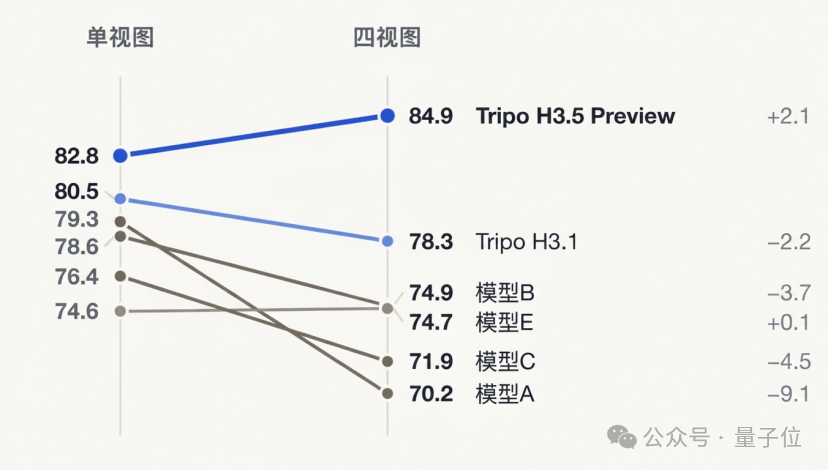 单视图 四视图
82.8 84.9 Tripo H3.5 Preview +2.1
80.5
79.3
78.6 78.3 Tripo H3.1 −2.2
76.4
74.9 模型B −3.7
74.6 74.7 模型E +0.1
71.9 模型C −4.5
70.2 模型A −9.1
公众号 · 量子位